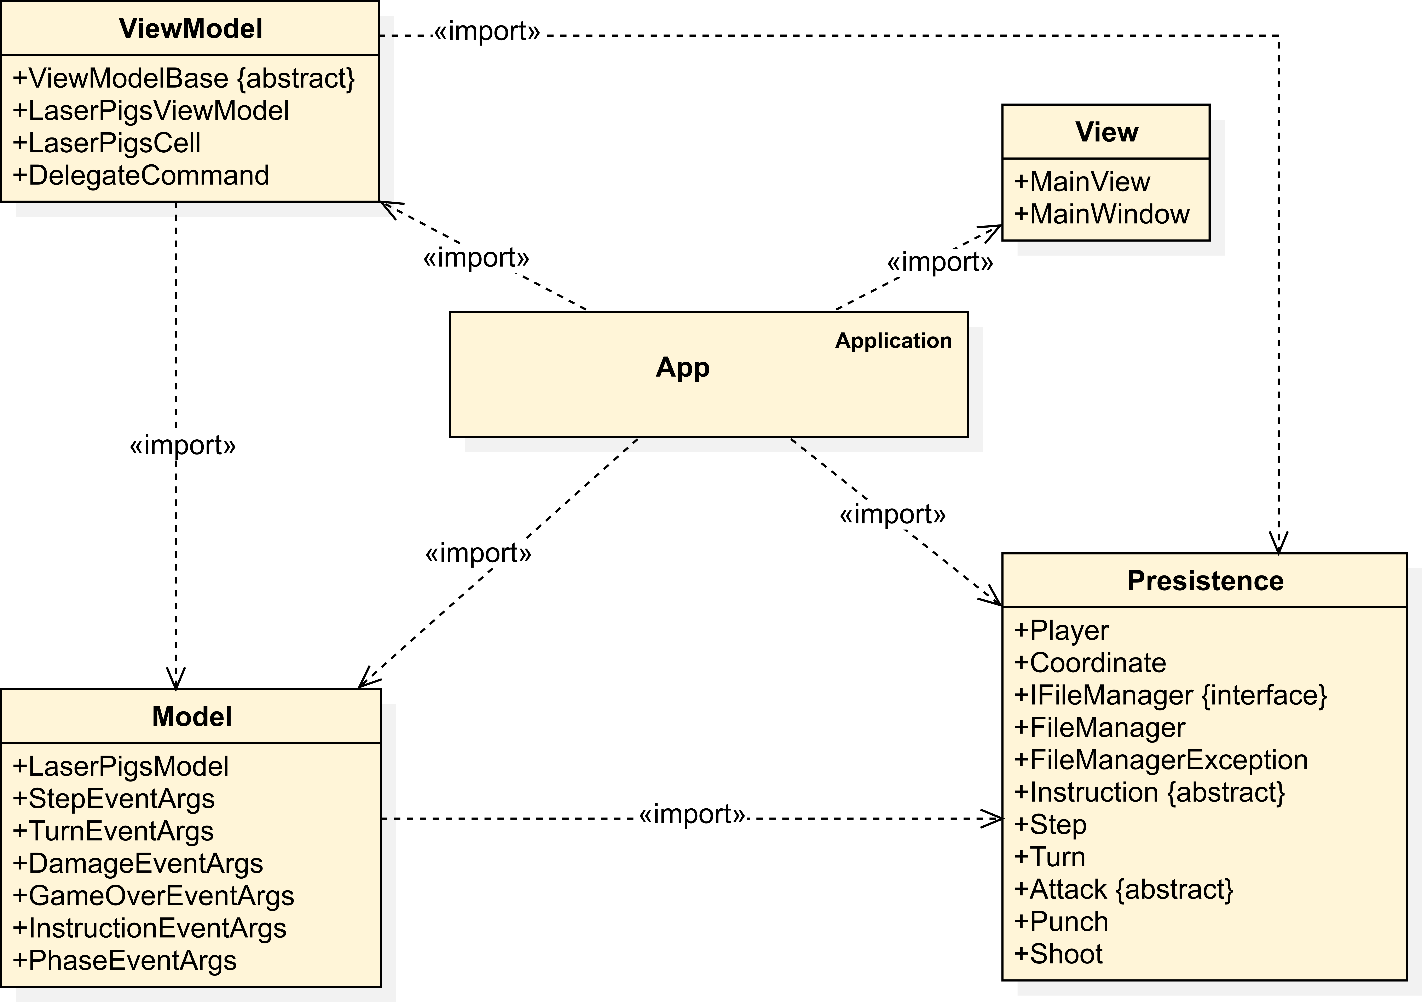 ViewModel
+ViewModelBase {abstract}
+LaserPigsViewModel
+LaserPigsCell
+DelegateCommand
«import»
View
+MainView
+MainWindow
«import»
«import»
Application
App
«import»
«import»
«import»
Presistence
+Player
+Coordinate
+IFileManager {interface}
+FileManager
+FileManagerException
+Instruction {abstract}
+Step
+Turn
+Attack {abstract}
+Punch
+Shoot
Model
+LaserPigsModel
+StepEventArgs
+TurnEventArgs
+DamageEventArgs
+GameOverEventArgs
+InstructionEventArgs
+PhaseEventArgs
«import»